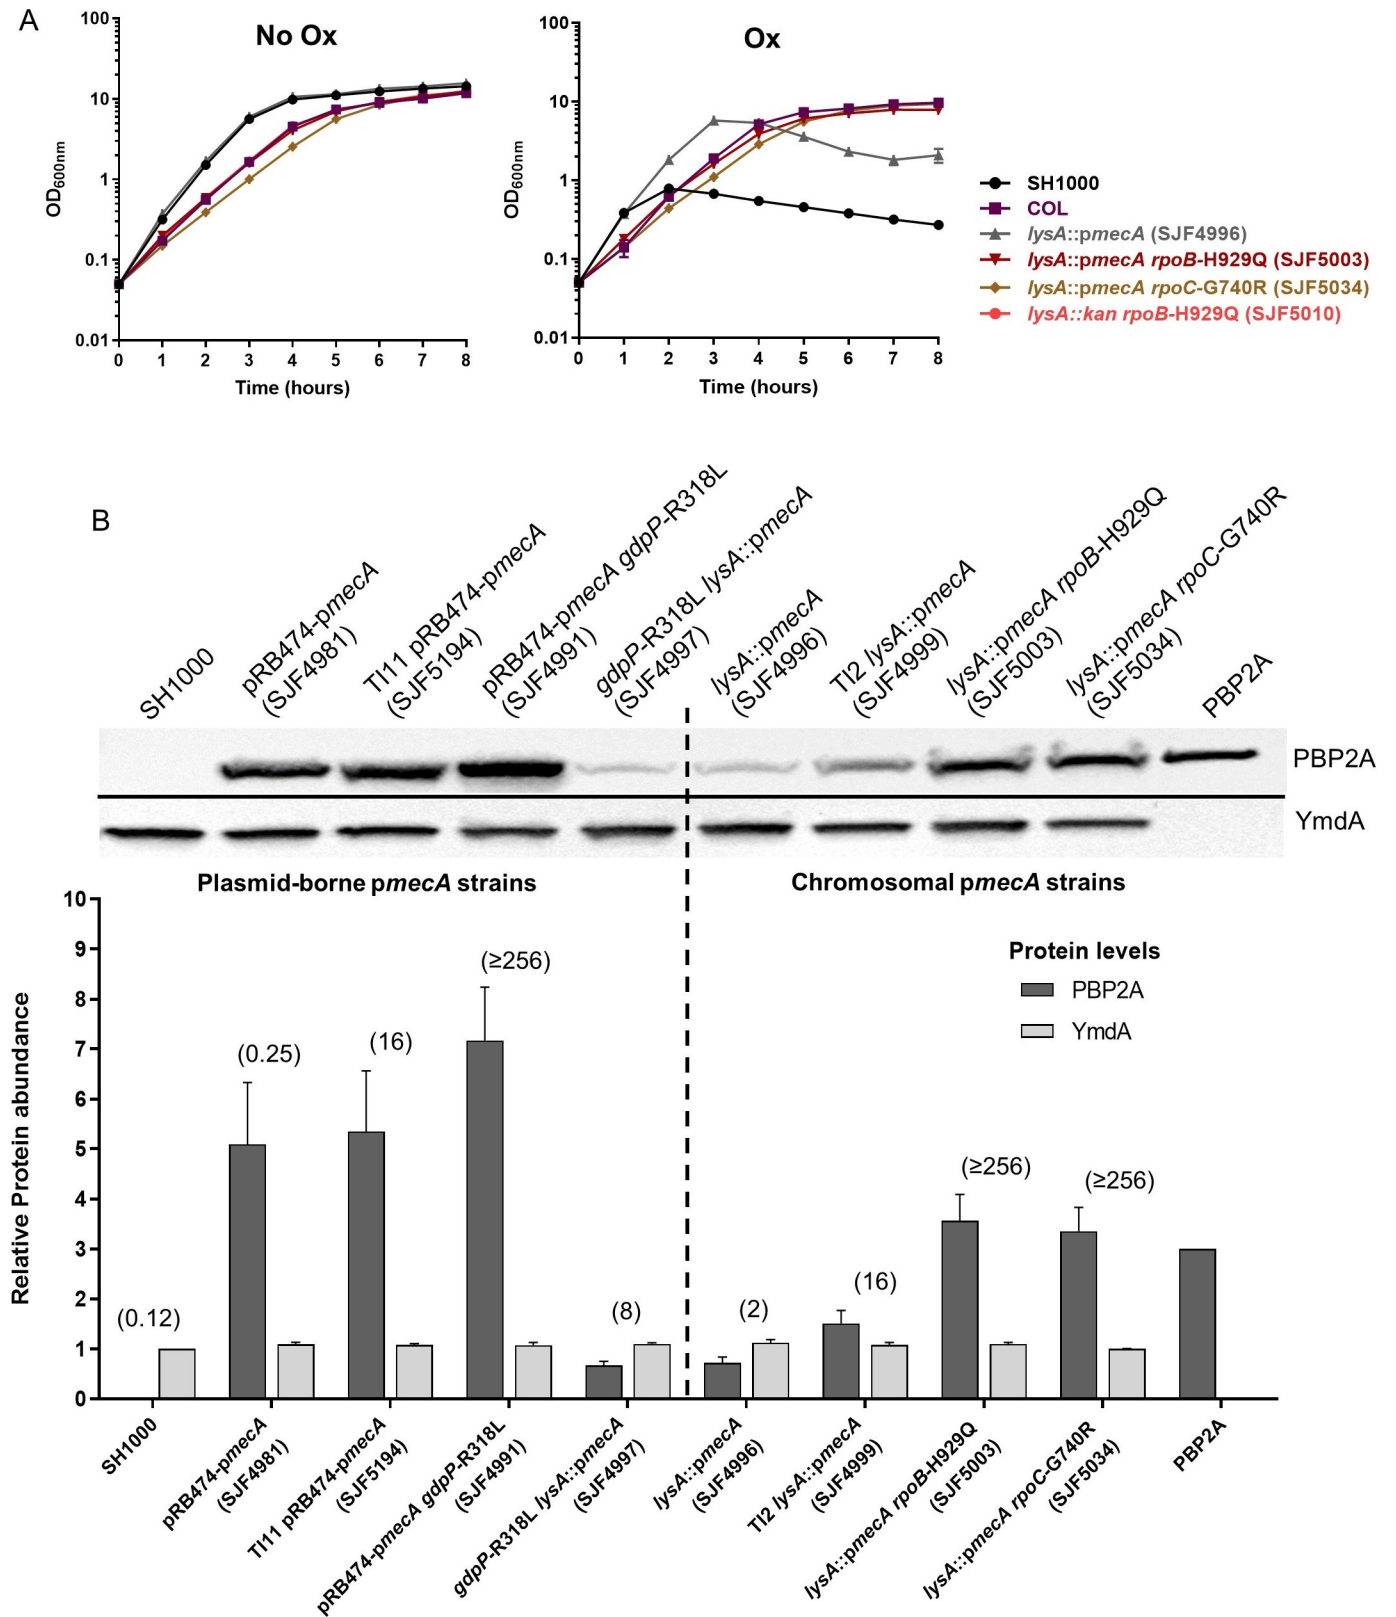 A
No Ox
100
10
1
0.1
0.01
OD600nm
0 1 2 3 4 5 6 7 8
Time (hours)
Ox
100
10
1
0.1
0.01
OD600nm
0 1 2 3 4 5 6 7 8
Time (hours)
SH1000
COL
lysA::pmecA (SJF4996)
lysA::pmecA rpoB-H929Q (SJF5003)
lysA::pmecA rpoC-G740R (SJF5034)
lysA::kan rpoB-H929Q (SJF5010)
B
SH1000
pRB474-pmecA
(SJF4981)
TI11 pRB474-pmecA
(SJF5194)
pRB474-pmecA gdpP-R318L
(SJF4991)
gdpP-R318L lysA::pmecA
(SJF4997)
lysA::pmecA
(SJF4996)
TI2 lysA::pmecA
(SJF4999)
lysA::pmecA rpoB-H929Q
(SJF5003)
lysA::pmecA rpoC-G740R
(SJF5034)
PBP2A
PBP2A
YmdA
Plasmid-borne pmecA strains
Chromosomal pmecA strains
10
9
8
7
6
5
4
3
2
1
0
Relative Protein abundance
Protein levels
PBP2A
YmdA
(0.12)
(0.25)
(16)
(≥256)
(8)
(2)
(16)
(≥256)
(≥256)
SH1000
pRB474-pmecA
(SJF4981)
TI11 pRB474-pmecA
(SJF5194)
pRB474-pmecA gdpP-R318L
(SJF4991)
gdpP-R318L lysA::pmecA
(SJF4997)
lysA::pmecA
(SJF4996)
TI2 lysA::pmecA
(SJF4999)
lysA::pmecA rpoB-H929Q
(SJF5003)
lysA::pmecA rpoC-G740R
(SJF5034)
PBP2A